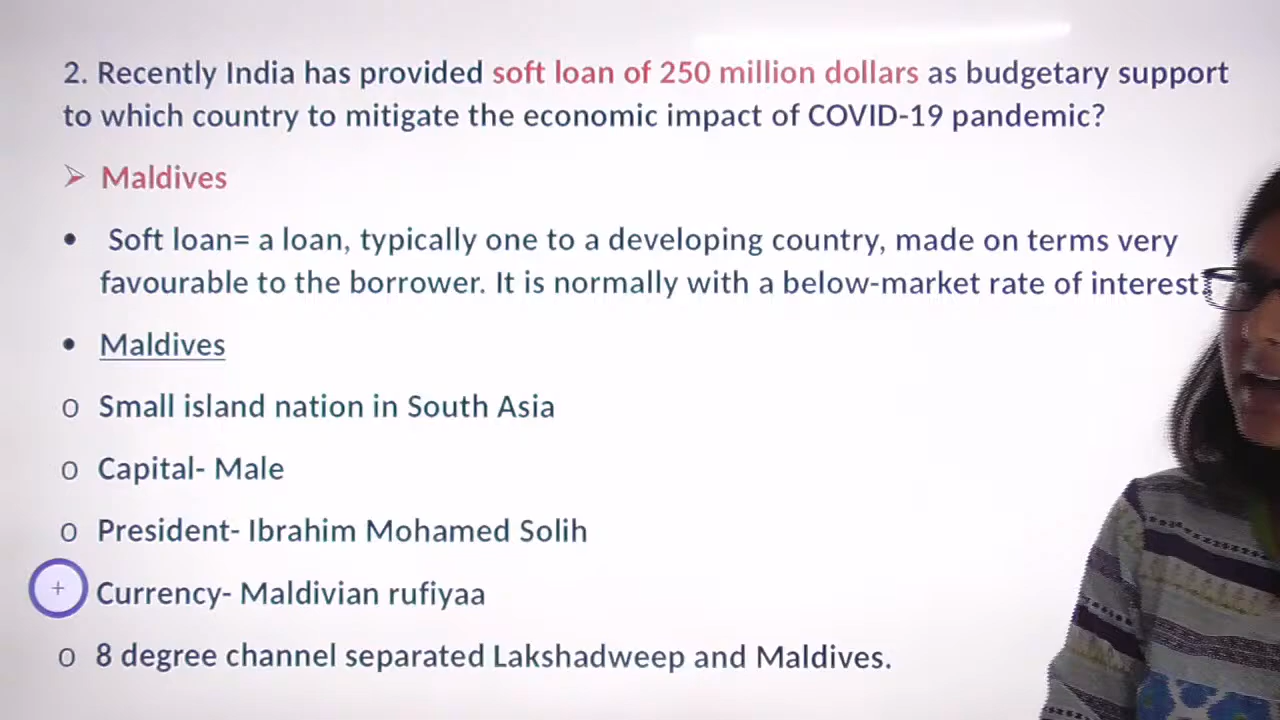 2. Recently India has provided soft loan of 250 million dollars as budgetary support
to which country to mitigate the economic impact of COVID-19 pandemic?
➢ Maldives
• Soft loan= a loan, typically one to a developing country, made on terms very
favourable to the borrower. It is normally with a below-market rate of interest.
• Maldives
o Small island nation in South Asia
o Capital- Male
o President- Ibrahim Mohamed Solih
Currency- Maldivian rufiyaa
o 8 degree channel separated Lakshadweep and Maldives.